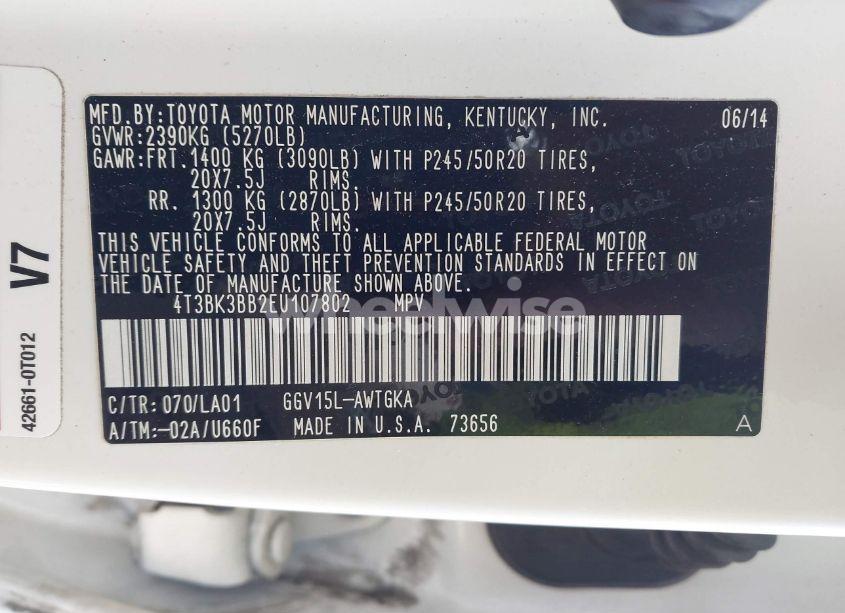 MFD.BY:TOYOTA MOTOR MANUFACTURING, KENTUCKY, INC. 06/14
GVWR:2390KG (5270LB)
GAWR:FRT. 1400 KG (3090LB) WITH P245/50R20 TIRES,
20X7.5J RIMS.
RR. 1300 KG (2870LB) WITH P245/50R20 TIRES,
20X7.5J RIMS.
THIS VEHICLE CONFORMS TO ALL APPLICABLE FEDERAL MOTOR
VEHICLE SAFETY AND THEFT PREVENTION STANDARDS IN EFFECT ON
THE DATE OF MANUFACTURE SHOWN ABOVE.
4T3BK3BB2EU107802 MPV
wheelwise
C/TR: 070/LA01 GGV15L-AWTGKA
A/TM:-02A/U660F MADE IN U.S.A. 73656 A
V7
42661-0T012
TOYOTA